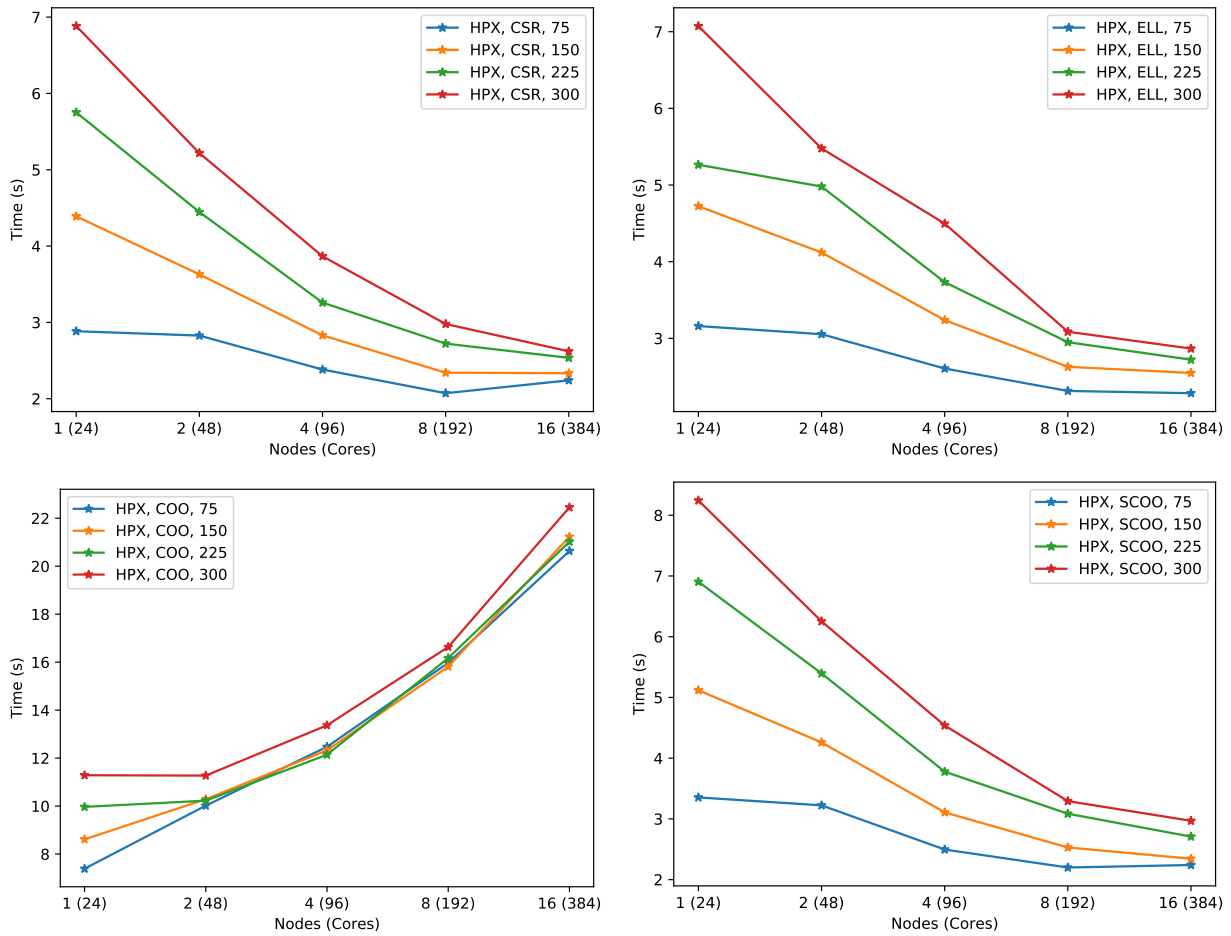 7
6
5
4
3
2
Time (s)
HPX, CSR, 75
HPX, CSR, 150
HPX, CSR, 225
HPX, CSR, 300
1 (24)
2 (48)
4 (96)
8 (192)
16 (384)
Nodes (Cores)
7
6
5
4
3
Time (s)
HPX, ELL, 75
HPX, ELL, 150
HPX, ELL, 225
HPX, ELL, 300
1 (24)
2 (48)
4 (96)
8 (192)
16 (384)
Nodes (Cores)
22
20
18
16
14
12
10
8
Time (s)
HPX, COO, 75
HPX, COO, 150
HPX, COO, 225
HPX, COO, 300
1 (24)
2 (48)
4 (96)
8 (192)
16 (384)
Nodes (Cores)
8
7
6
5
4
3
2
Time (s)
HPX, SCOO, 75
HPX, SCOO, 150
HPX, SCOO, 225
HPX, SCOO, 300
1 (24)
2 (48)
4 (96)
8 (192)
16 (384)
Nodes (Cores)